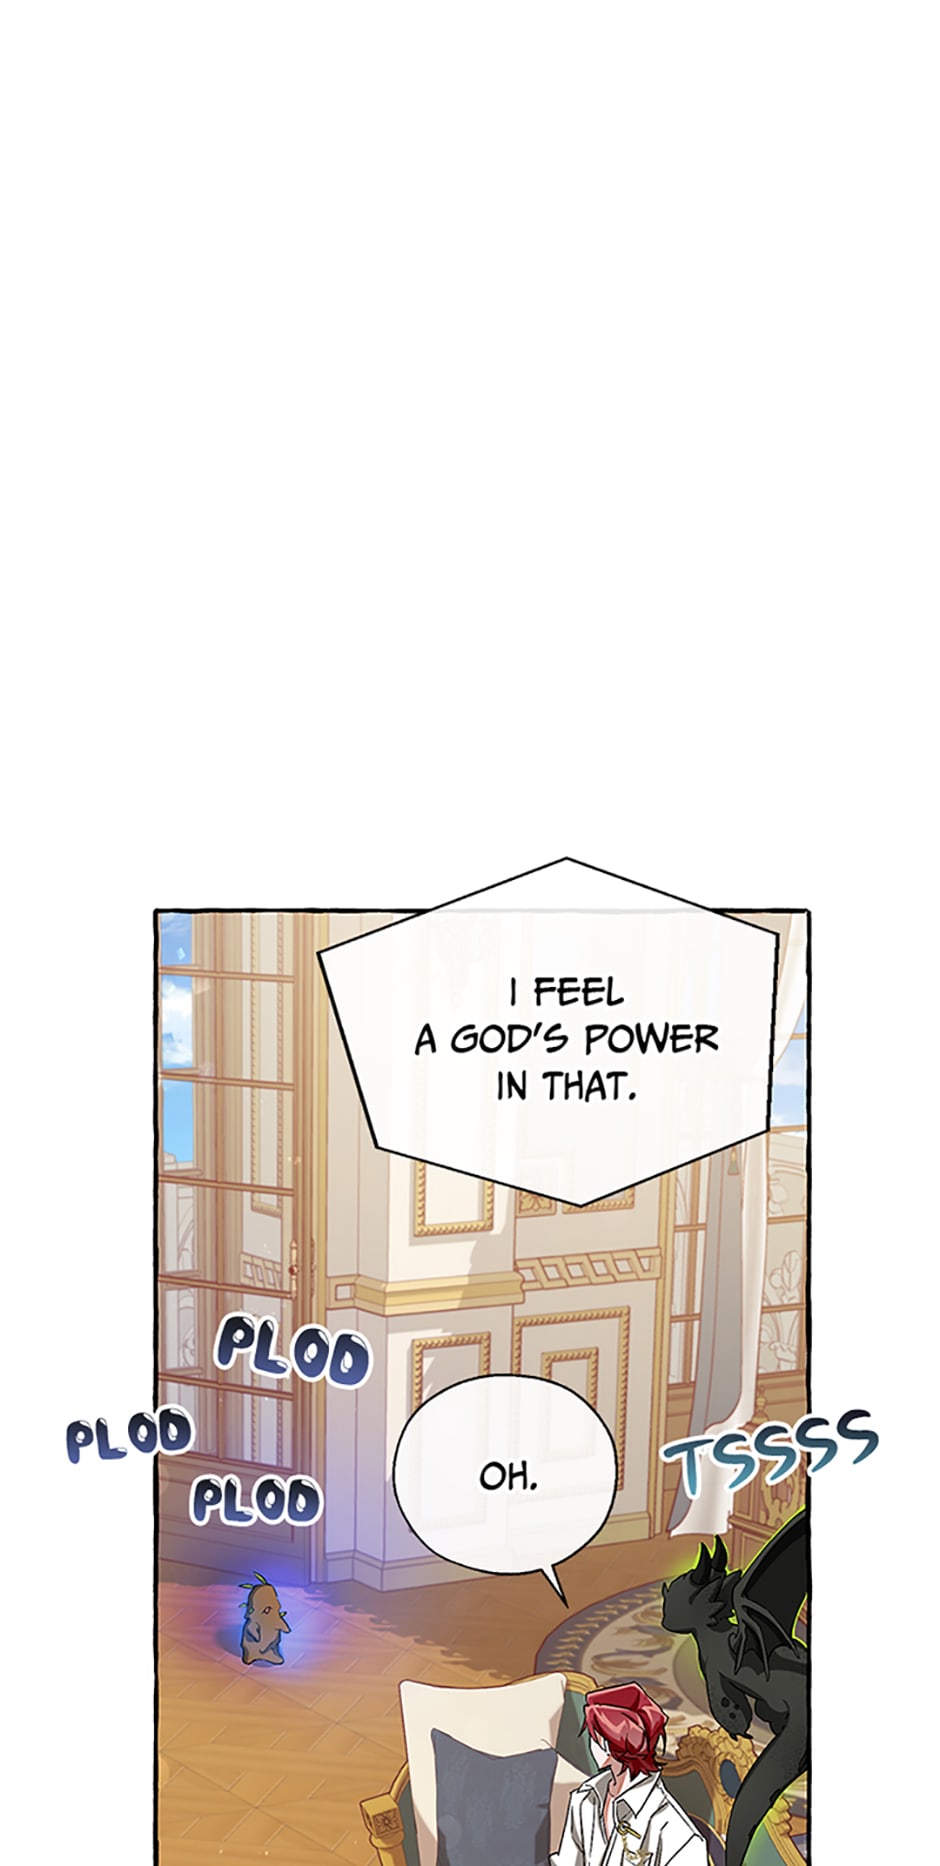 I FEEL
A GOD'S POWER
IN THAT.
PLOD
PLOD
PLOD
OH.
TSSSS